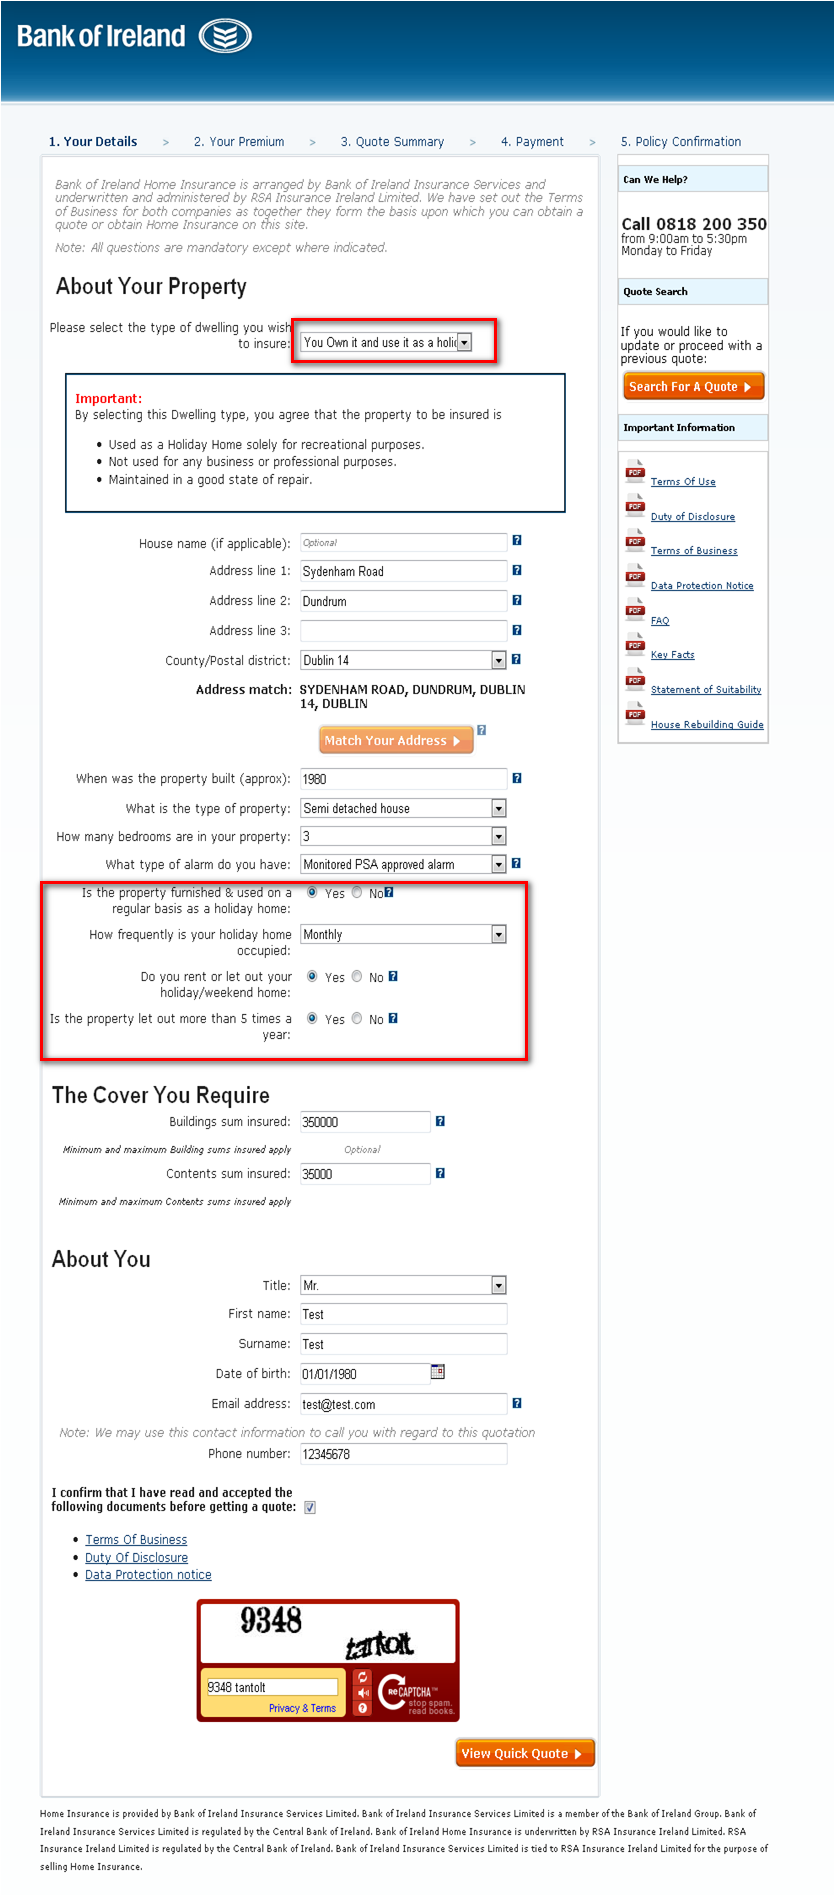 Bank of Ireland
1. Your Details > 2. Your Premium > 3. Quote Summary > 4. Payment > 5. Policy Confirmation
Bank of Ireland Home Insurance is arranged by Bank of Ireland Insurance Services and
underwritten and administered by RSA Insurance Ireland Limited. We have set out the Terms
of Business for both companies as together they form the basis upon which you can obtain a
quote or obtain Home Insurance on this site.
Note: All questions are mandatory except where indicated.
About Your Property
Please select the type of dwelling you wish
to insure: You Own it and use it as a holic
Important:
By selecting this Dwelling type, you agree that the property to be insured is
• Used as a Holiday Home solely for recreational purposes.
• Not used for any business or professional purposes.
• Maintained in a good state of repair.
House name (if applicable): Optional ?
Address line 1: Sydenham Road ?
Address line 2: Dundrum ?
Address line 3: ?
County/Postal district: Dublin 14 ?
Address match: SYDENHAM ROAD, DUNDRUM, DUBLIN
14, DUBLIN
Match Your Address ?
When was the property built (approx): 1980 ?
What is the type of property: Semi detached house
How many bedrooms are in your property: 3
What type of alarm do you have: Monitored PSA approved alarm ?
Is the property furnished & used on a Yes No ?
regular basis as a holiday home:
How frequently is your holiday home Monthly
occupied:
Do you rent or let out your Yes No ?
holiday/weekend home:
Is the property let out more than 5 times a Yes No ?
year:
The Cover You Require
Buildings sum insured: 350000 ?
Minimum and maximum Building sums insured apply Optional
Contents sum insured: 35000 ?
Minimum and maximum Contents sums insured apply
About You
Title: Mr.
First name: Test
Surname: Test
Date of birth: 01/01/1980
Email address: test@test.com ?
Note: We may use this contact information to call you with regard to this quotation
Phone number: 12345678
I confirm that I have read and accepted the
following documents before getting a quote:
• Terms Of Business
• Duty Of Disclosure
• Data Protection notice
9348 tantolt
9348 tantolt
Privacy & Terms
reCAPTCHA™
stop spam.
read books.
View Quick Quote
Can We Help?
Call 0818 200 350
from 9:00am to 5:30pm
Monday to Friday
Quote Search
If you would like to
update or proceed with a
previous quote:
Search For A Quote
Important Information
PDF Terms Of Use
PDF Duty of Disclosure
PDF Terms of Business
PDF Data Protection Notice
PDF FAQ
PDF Key Facts
PDF Statement of Suitability
PDF House Rebuilding Guide
Home Insurance is provided by Bank of Ireland Insurance Services Limited. Bank of Ireland Insurance Services Limited is a member of the Bank of Ireland Group. Bank of
Ireland Insurance Services Limited is regulated by the Central Bank of Ireland. Bank of Ireland Home Insurance is underwritten by RSA Insurance Ireland Limited. RSA
Insurance Ireland Limited is regulated by the Central Bank of Ireland. Bank of Ireland Insurance Services Limited is tied to RSA Insurance Ireland Limited for the purpose of
selling Home Insurance.